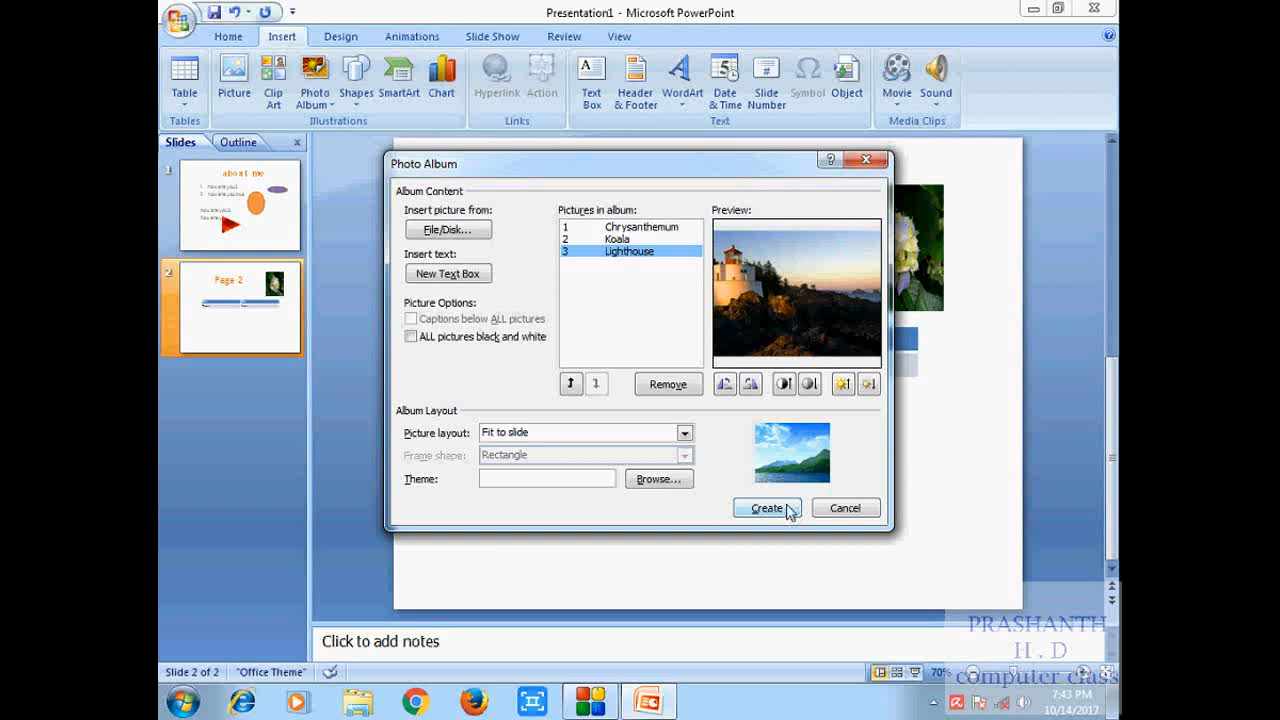 Presentation1 - Microsoft PowerPoint
Home Insert Design Animations Slide Show Review View
Table Picture Clip Art Photo Album Shapes SmartArt Chart Hyperlink Action Text Box Header & Footer WordArt Date & Time Slide Number Symbol Object Movie Sound
Tables Illustrations Links Text Media Clips
Slides Outline
1
about me
2
Page 2
Photo Album
Album Content
Insert picture from:
File/Disk...
Insert text:
New Text Box
Picture Options:
Captions below ALL pictures
ALL pictures black and white
Pictures in album:
1 Chrysanthemum
2 Koala
3 Lighthouse
Remove
Preview:
Album Layout
Picture layout: Fit to slide
Frame shape: Rectangle
Theme: Browse...
Create Cancel
Click to add notes
PRASHANTH
H . D
computer class
Slide 2 of 2 "Office Theme" 70%
7:43 PM
10/14/2017